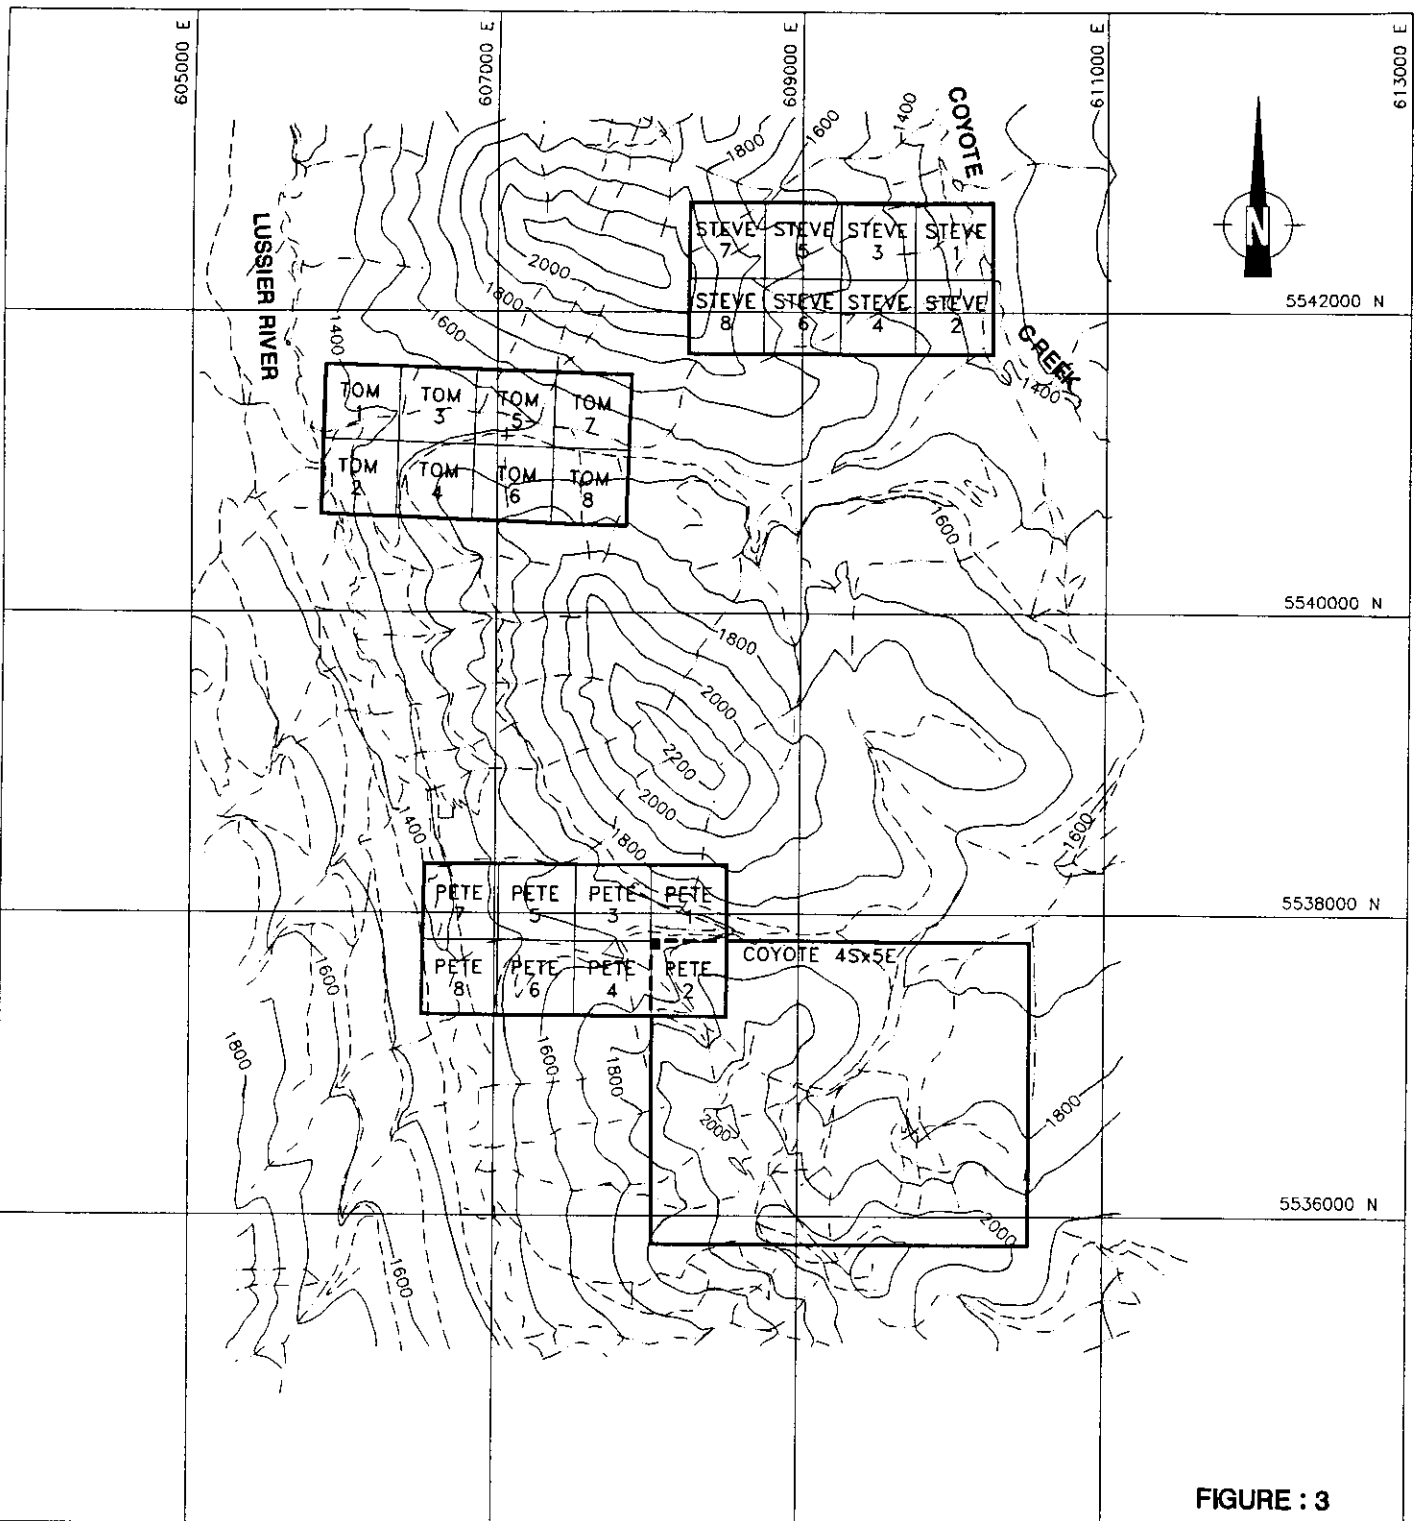 605000 E
607000 E
609000 E
611000 E
613000 E
COYOTE
1400
1600
1800
LUSSIER RIVER
STEVE 7
STEVE 5
STEVE 3
STEVE 1
2000
1800
1600
1400
STEVE 8
STEVE 6
STEVE 4
STEVE 2
N
5542000 N
CREEK
1400
TOM 1
TOM 3
TOM 5
TOM 7
TOM 2
TOM 4
TOM 6
TOM 8
1600
5540000 N
1800
2000
2200
2000
1800
1400
1600
PETE 7
PETE 5
PETE 3
PETE 1
5538000 N
PETE 8
PETE 6
PETE 4
PETE 2
COYOTE 4Sx5E
1600
1800
1600
1800
2000
1800
5536000 N
2000
1600
FIGURE : 3